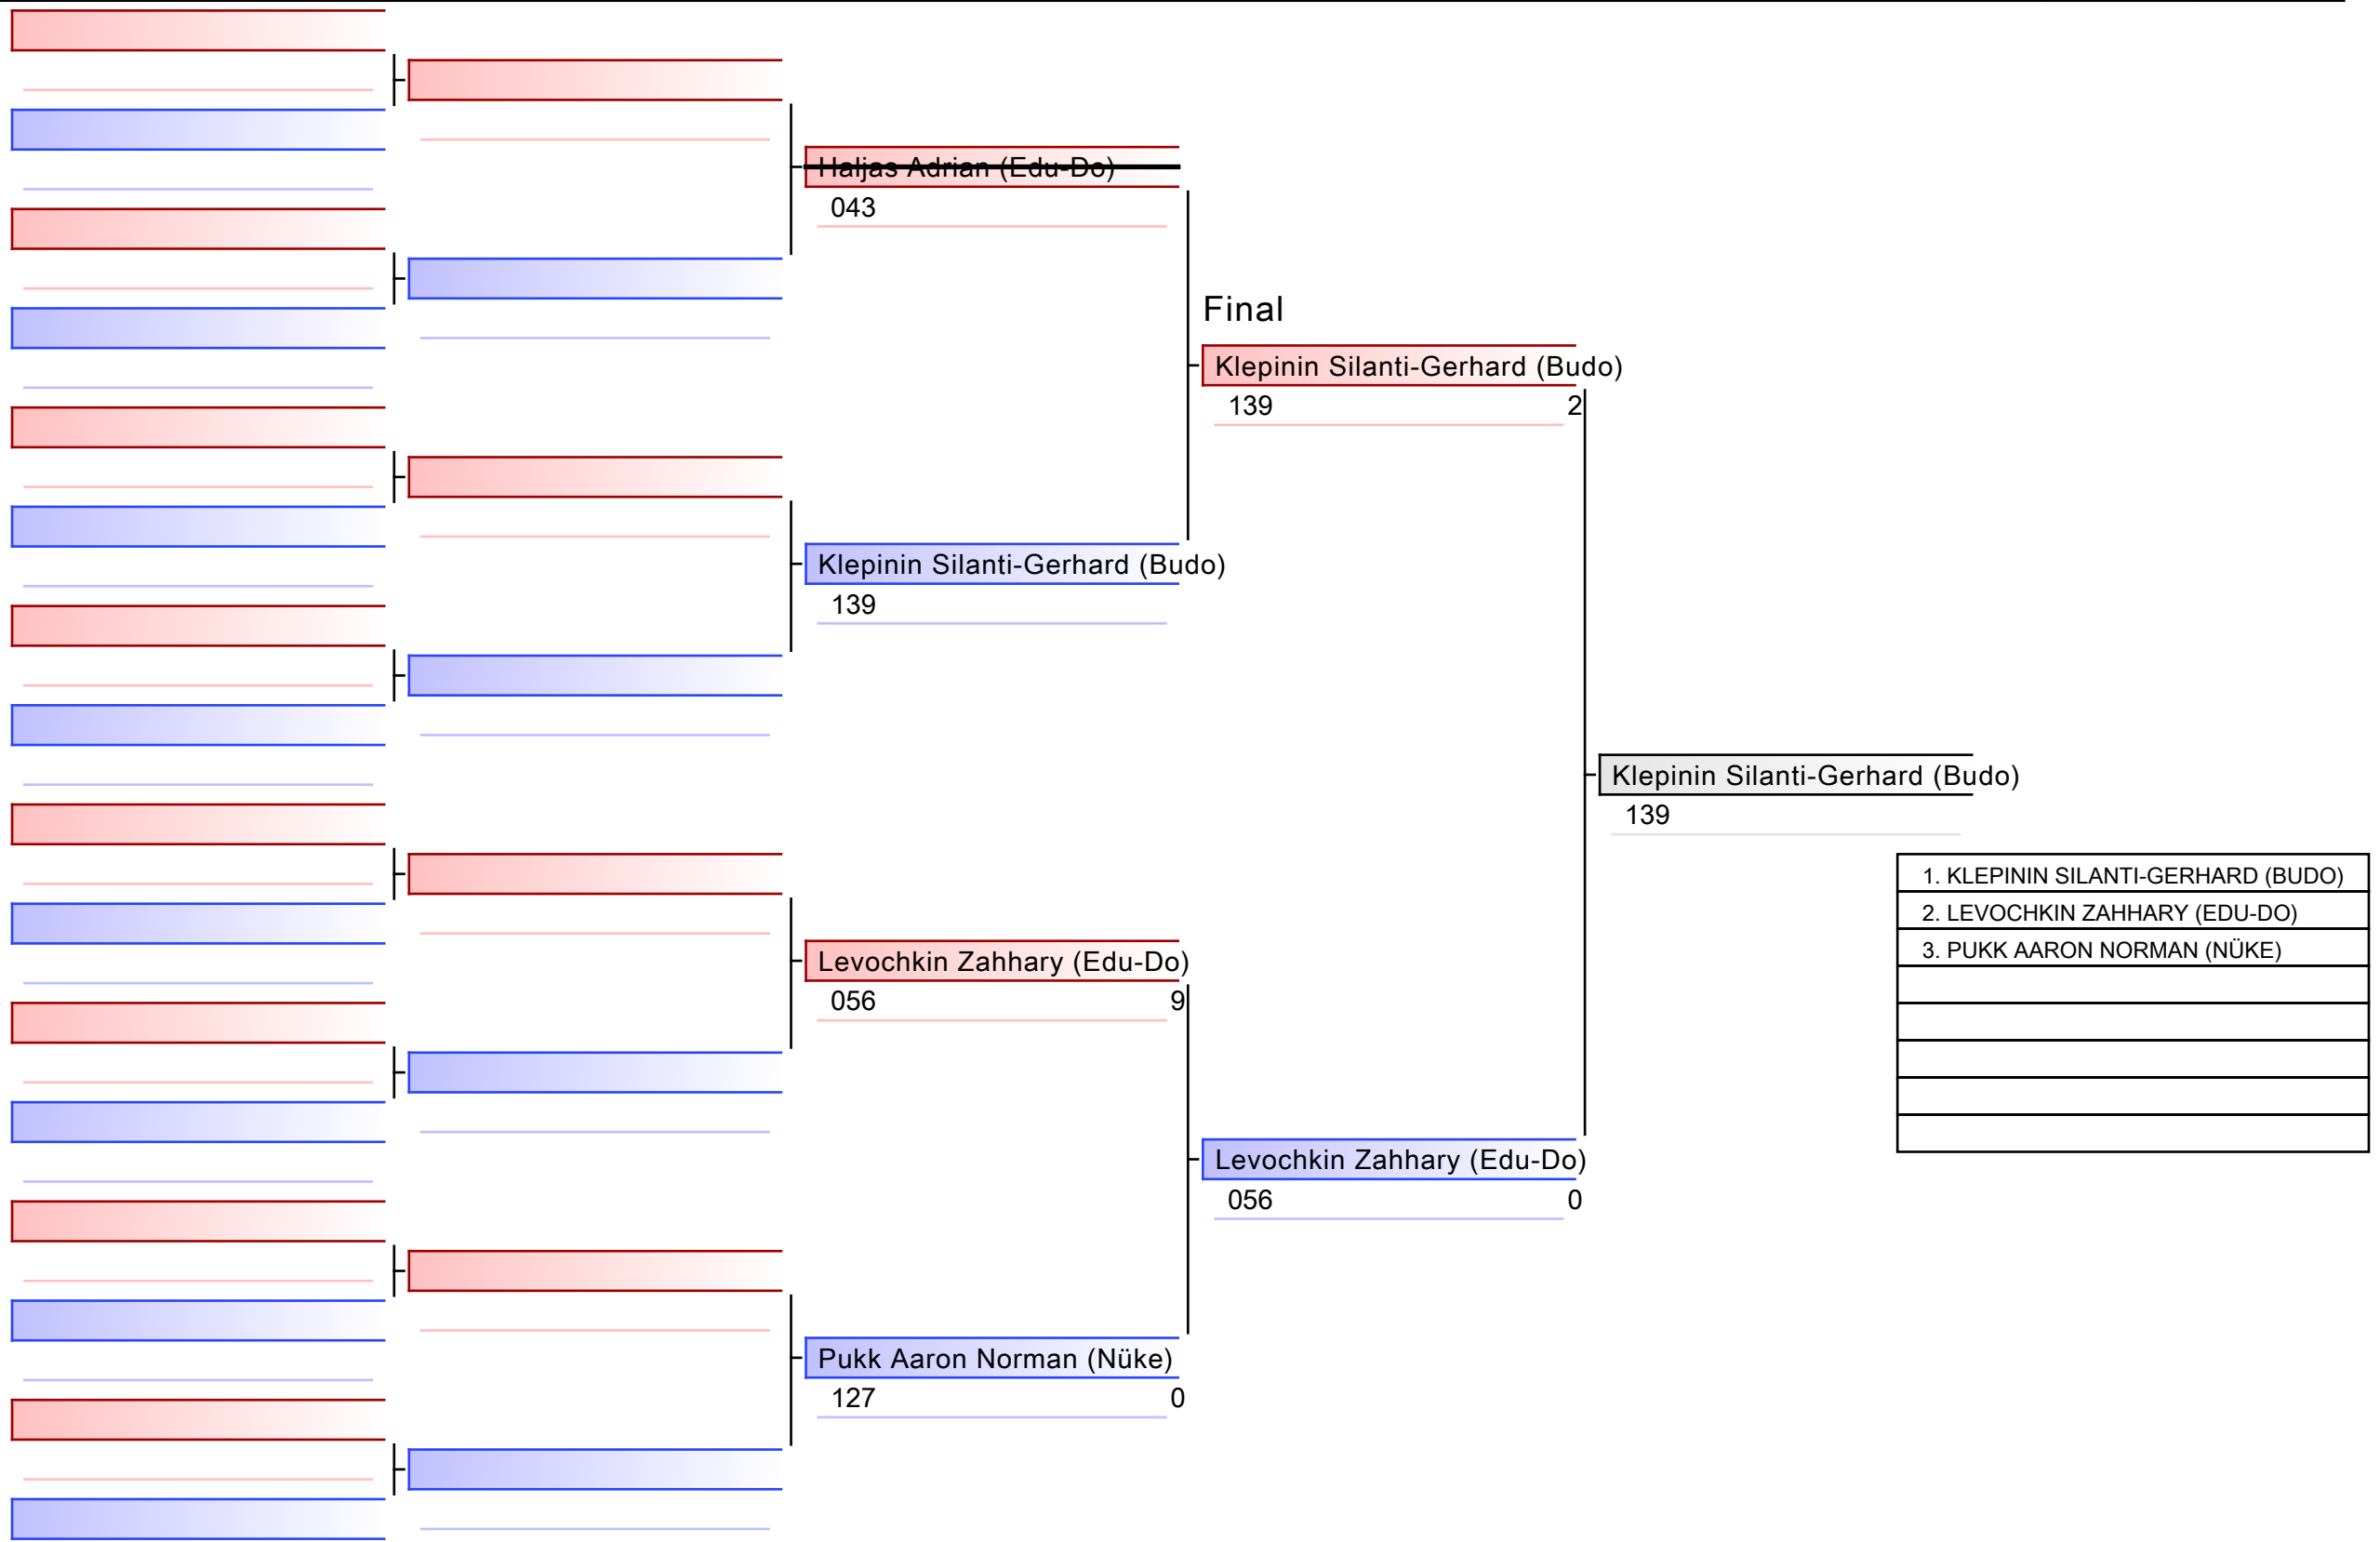 Haljas Adrian (Edu-Do)
043
Final
Klepinin Silanti-Gerhard (Budo)
139 2
Klepinin Silanti-Gerhard (Budo)
139
Klepinin Silanti-Gerhard (Budo)
139
1. KLEPININ SILANTI-GERHARD (BUDO)
2. LEVOCHKIN ZAHHARY (EDU-DO)
3. PUKK AARON NORMAN (NÜKE)
Levochkin Zahhary (Edu-Do)
056 9
Levochkin Zahhary (Edu-Do)
056 0
Pukk Aaron Norman (Nüke)
127 0